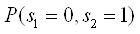 P(s₁ = 0, s₂ = 1)